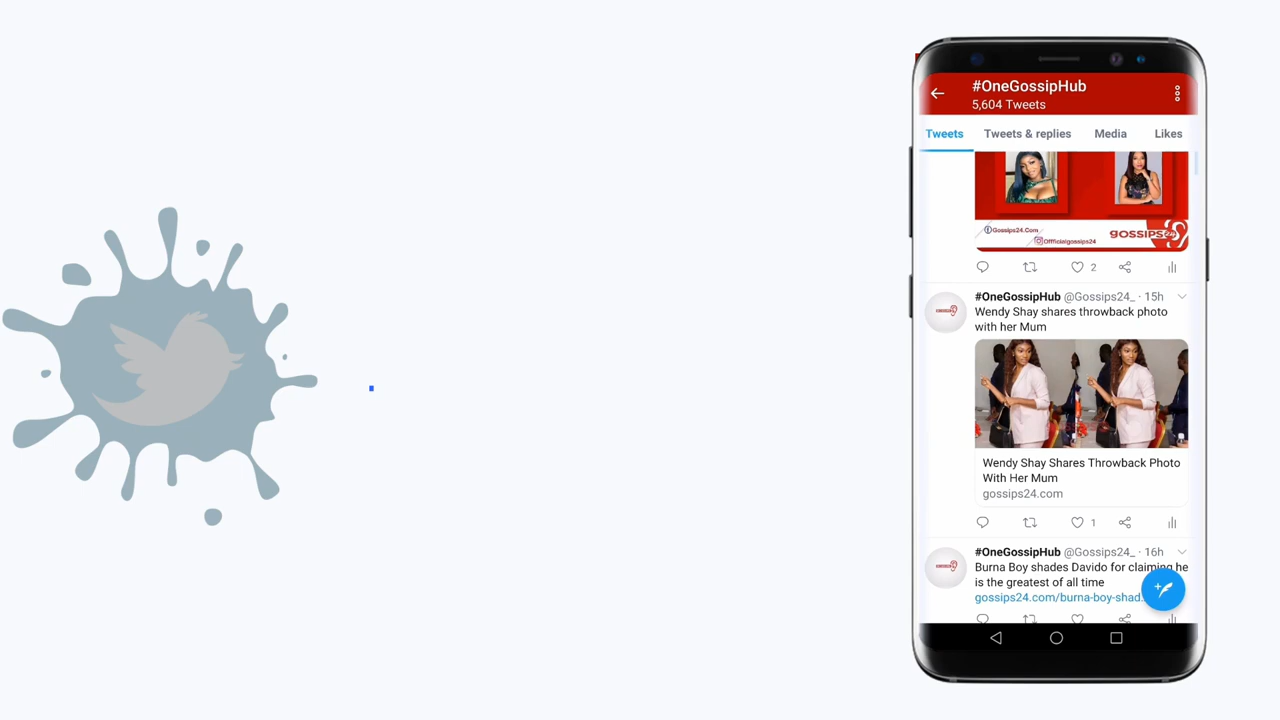 #OneGossipHub
5,604 Tweets
Tweets
Tweets & replies
Media
Likes
Gossips24.Com
Offficialgossips24
GOSSIPS24
2
#OneGossipHub @Gossips24_ · 15h
Wendy Shay shares throwback photo
with her Mum
Wendy Shay Shares Throwback Photo
With Her Mum
gossips24.com
1
#OneGossipHub @Gossips24_ · 16h
Burna Boy shades Davido for claiming he
is the greatest of all time
gossips24.com/burna-boy-shad...